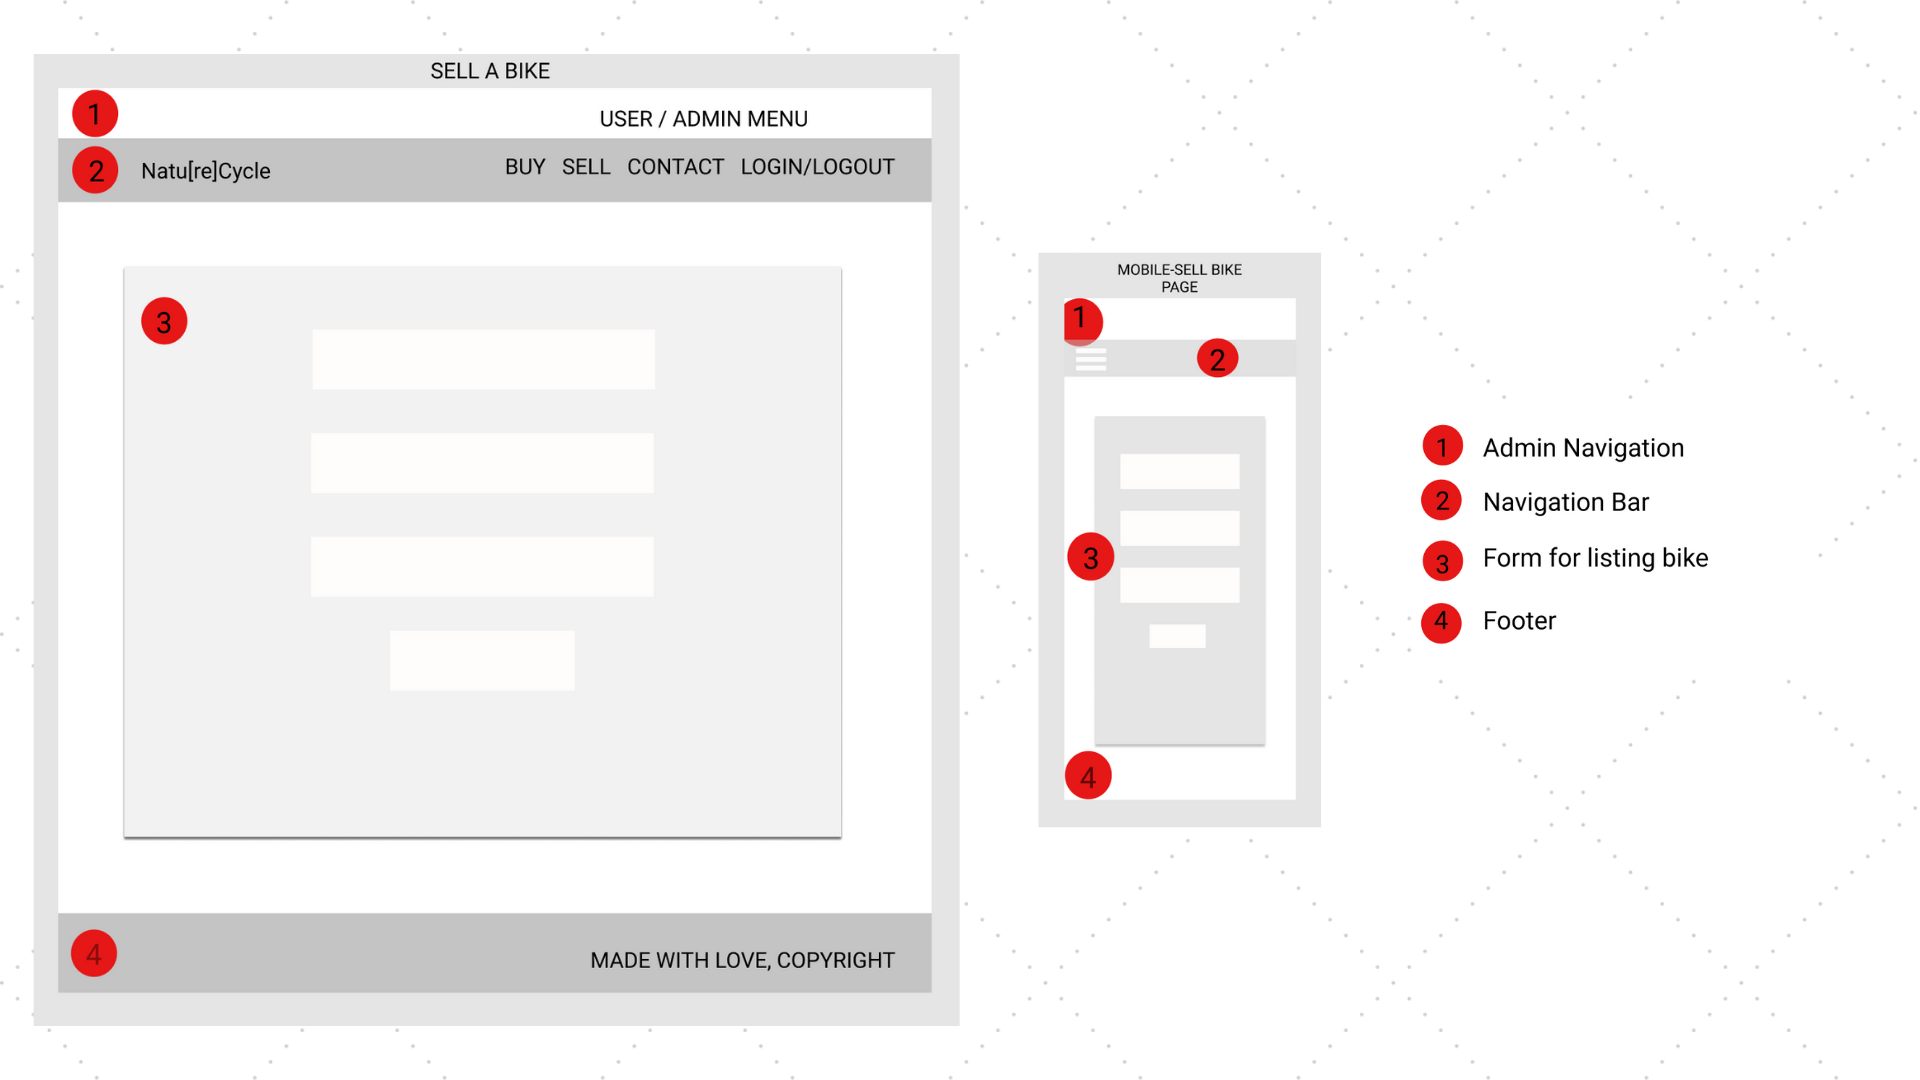 SELL A BIKE
1
USER / ADMIN MENU
2
Natu[re]Cycle
BUY SELL CONTACT LOGIN/LOGOUT
3
4
MADE WITH LOVE, COPYRIGHT
MOBILE-SELL BIKE
PAGE
1
2
3
4
1 Admin Navigation
2 Navigation Bar
3 Form for listing bike
4 Footer